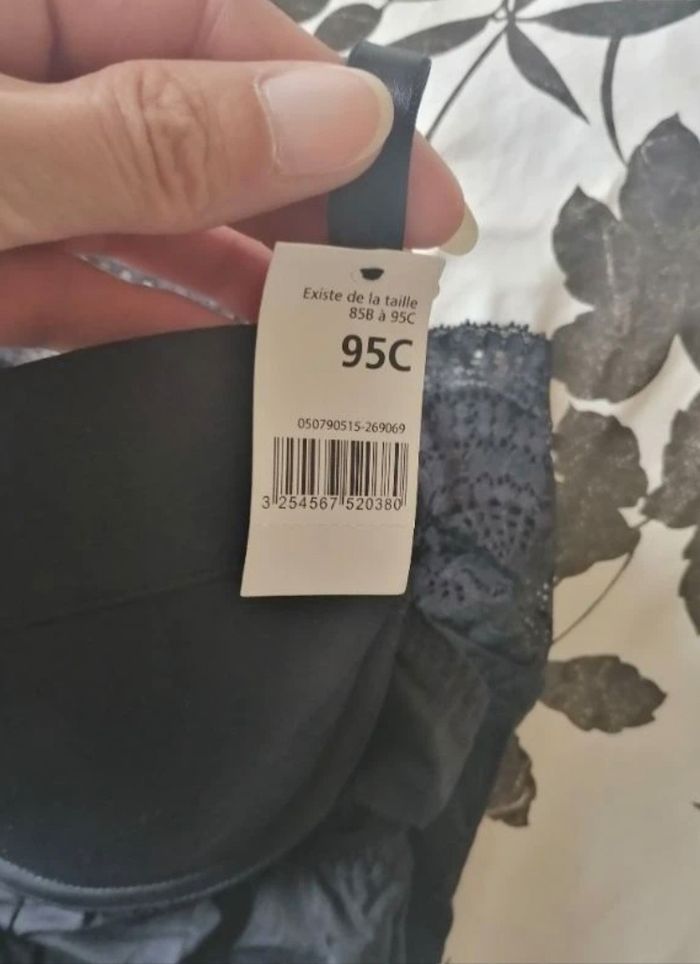 Existe de la taille
85B à 95C
95C
050790515-269069
3 254567 520380